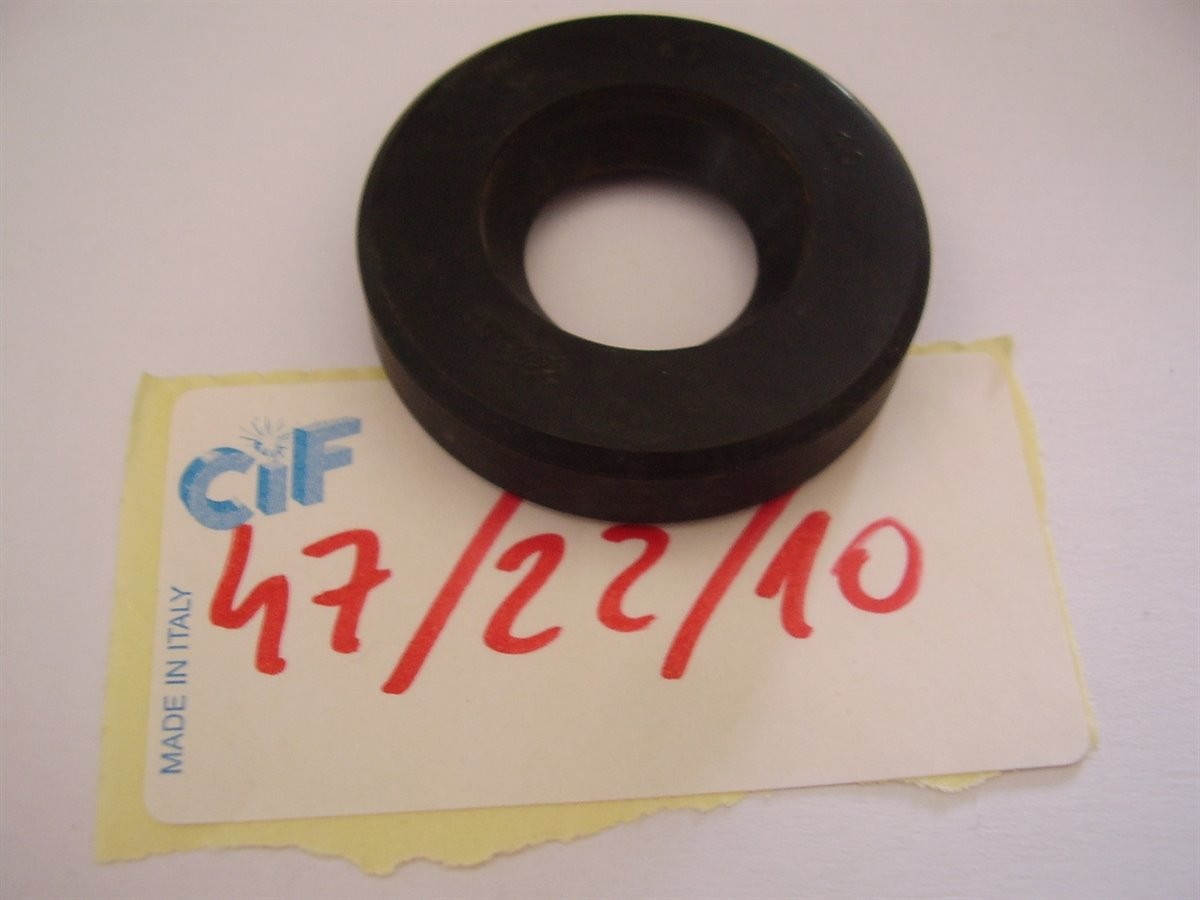 CiF
47/22/10
MADE IN ITALY